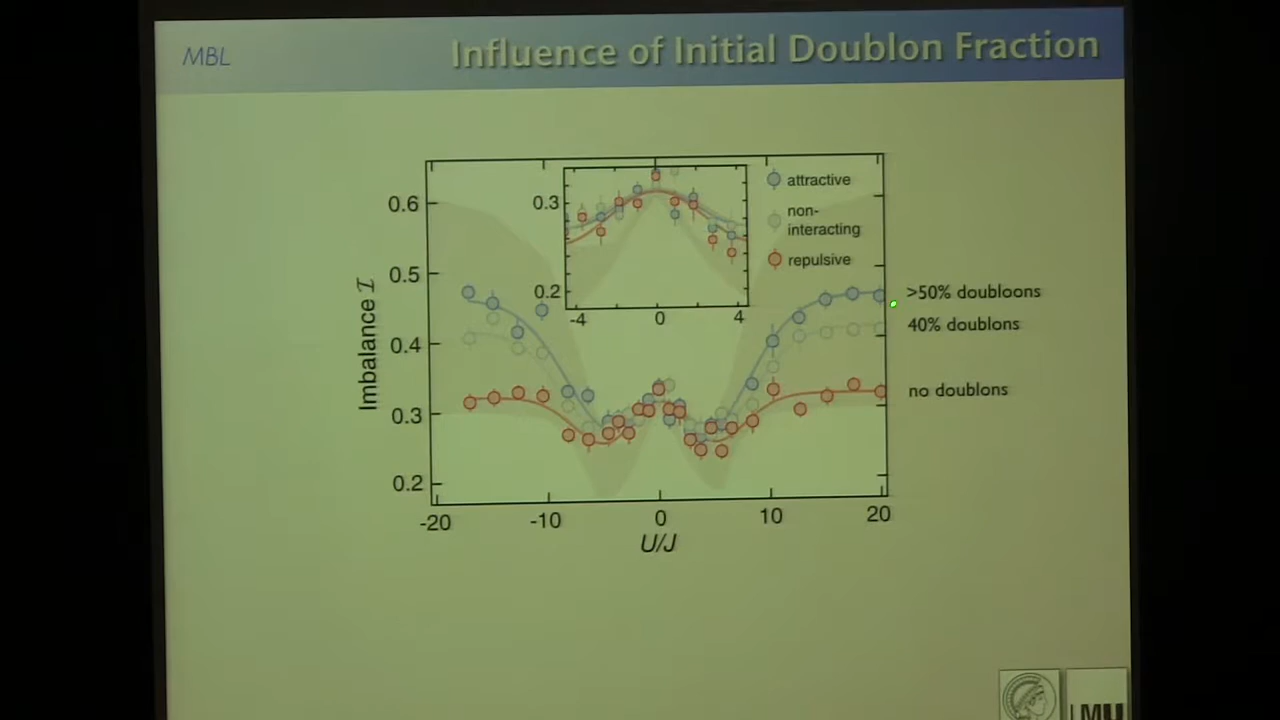 MBL
Influence of Initial Doublon Fraction
attractive
non-
interacting
repulsive
0.3
0.2
-4
0
4
0.6
0.5
0.4
0.3
0.2
Imbalance I
-20
-10
0
10
20
U/J
>50% doubloons
40% doublons
no doublons
LMU